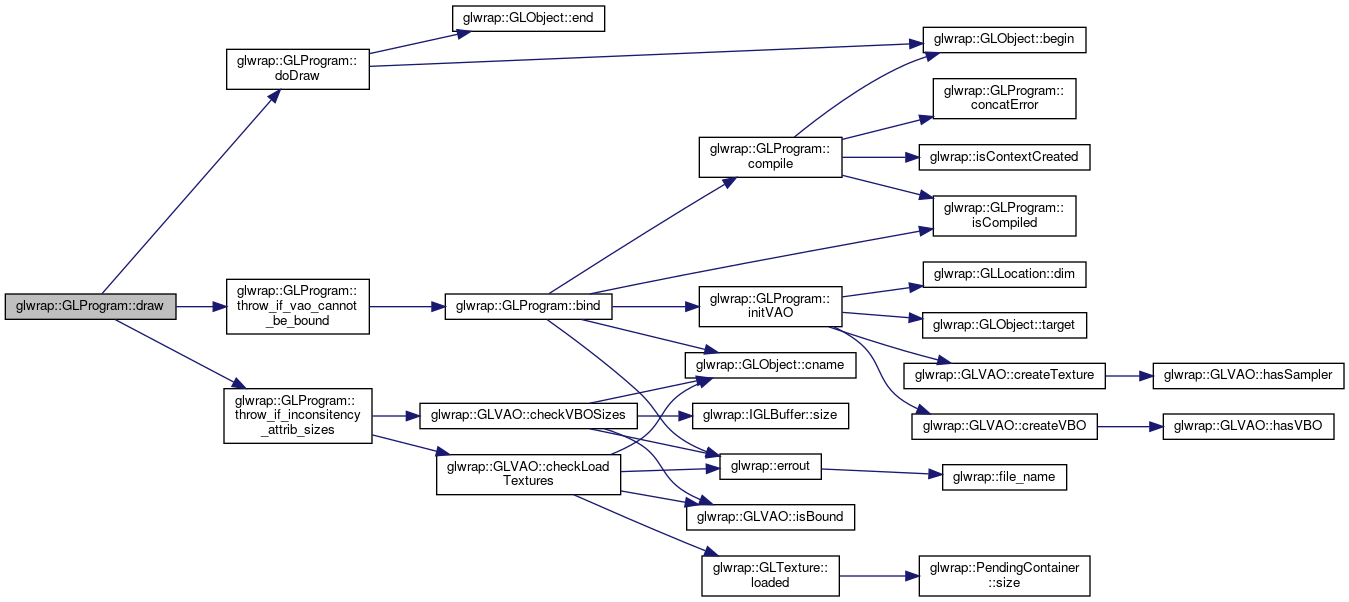 glwrap::GLProgram::draw
glwrap::GLProgram::
doDraw
glwrap::GLObject::end
glwrap::GLObject::begin
glwrap::GLProgram::
throw_if_vao_cannot
_be_bound
glwrap::GLProgram::bind
glwrap::GLProgram::
compile
glwrap::GLProgram::
concatError
glwrap::isContextCreated
glwrap::GLProgram::
isCompiled
glwrap::GLProgram::
initVAO
glwrap::GLLocation::dim
glwrap::GLObject::target
glwrap::GLVAO::createTexture
glwrap::GLVAO::hasSampler
glwrap::GLVAO::createVBO
glwrap::GLVAO::hasVBO
glwrap::GLObject::cname
glwrap::GLProgram::
throw_if_inconsitency
_attrib_sizes
glwrap::GLVAO::checkVBOSizes
glwrap::IGLBuffer::size
glwrap::errout
glwrap::file_name
glwrap::GLVAO::checkLoad
Textures
glwrap::GLVAO::isBound
glwrap::GLTexture::
loaded
glwrap::PendingContainer
::size